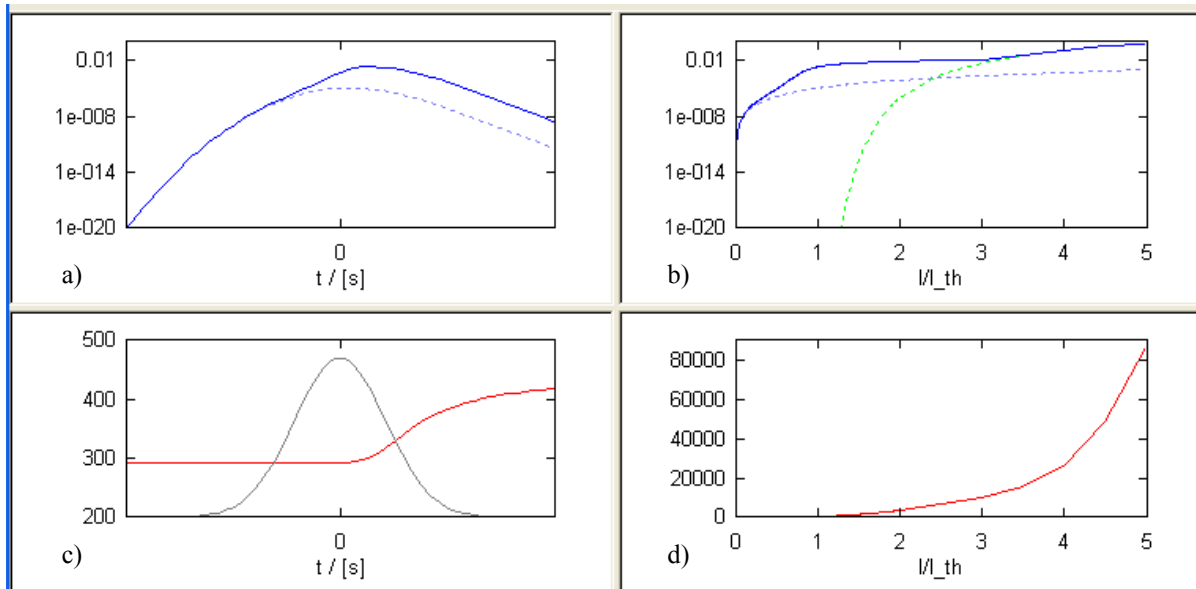 0.01
1e-008
1e-014
1e-020
0
a)
t / [s]
0.01
1e-008
1e-014
1e-020
0 1 2 3 4 5
b)
I/I_th
500
400
300
200
0
c)
t / [s]
80000
60000
40000
20000
0
0 1 2 3 4 5
d)
I/I_th